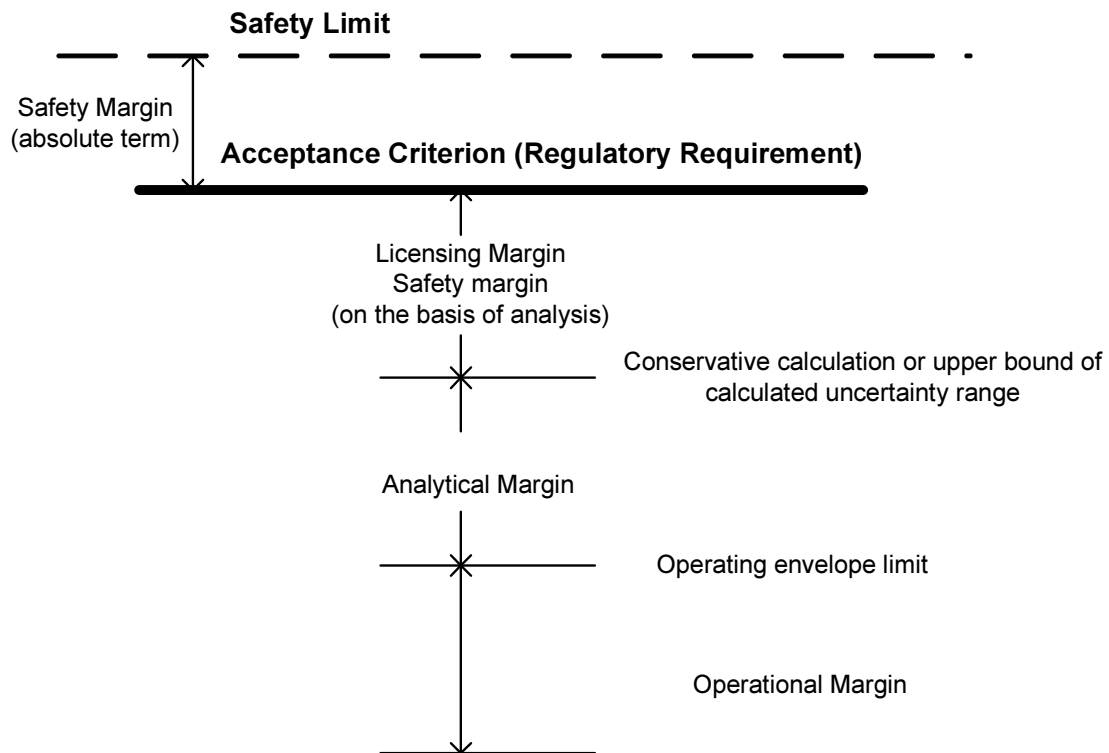 Safety Limit
Safety Margin
(absolute term)
Acceptance Criterion (Regulatory Requirement)
Licensing Margin
Safety margin
(on the basis of analysis)
Conservative calculation or upper bound of
calculated uncertainty range
Analytical Margin
Operating envelope limit
Operational Margin